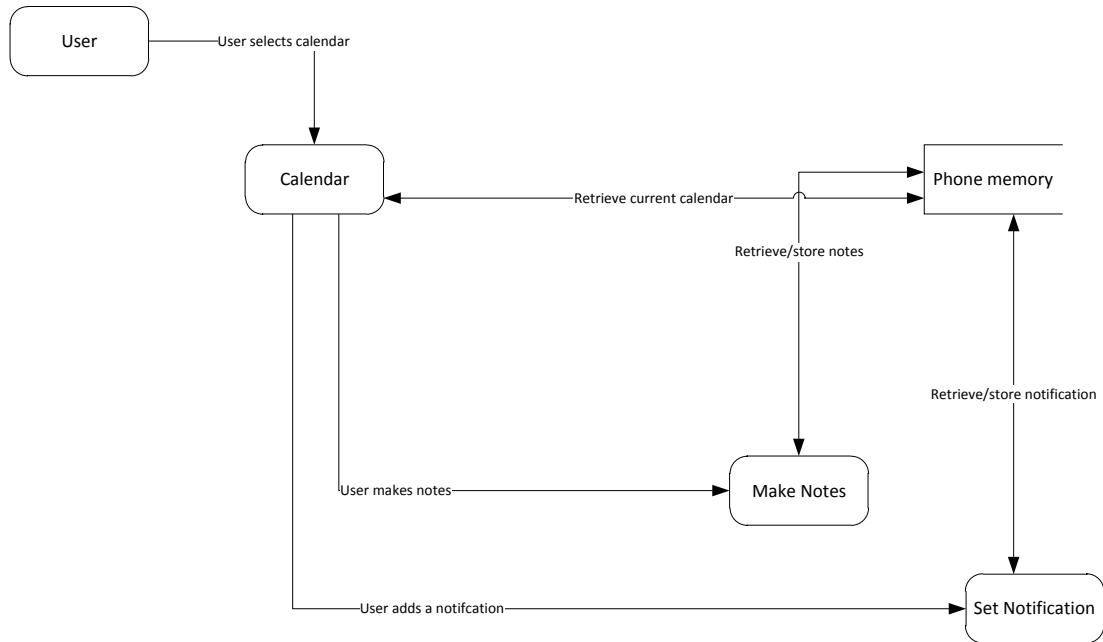 User
User selects calendar
Calendar
Phone memory
Retrieve current calendar
Retrieve/store notes
Retrieve/store notification
User makes notes
Make Notes
User adds a notifcation
Set Notification